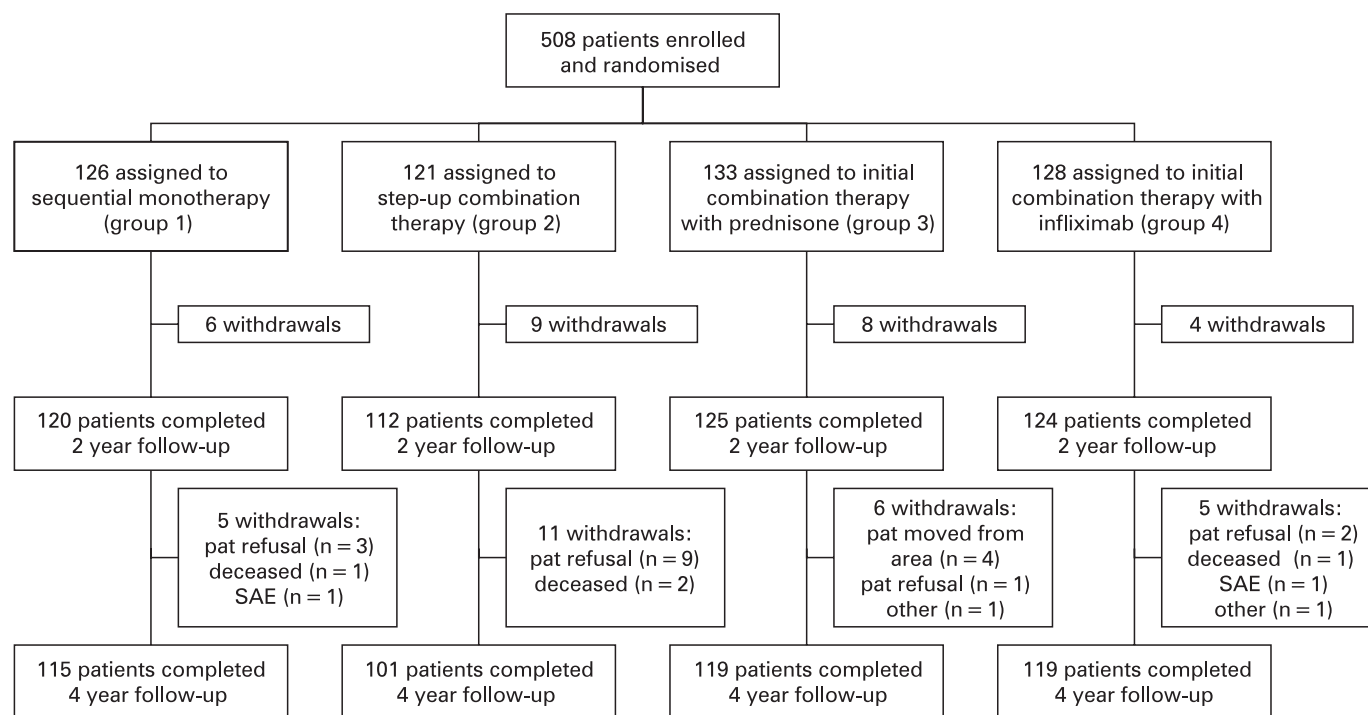 508 patients enrolled
and randomised
126 assigned to
sequential monotherapy
(group 1)
121 assigned to
step-up combination
therapy (group 2)
133 assigned to initial
combination therapy
with prednisone (group 3)
128 assigned to initial
combination therapy with
infliximab (group 4)
6 withdrawals
9 withdrawals
8 withdrawals
4 withdrawals
120 patients completed
2 year follow-up
112 patients completed
2 year follow-up
125 patients completed
2 year follow-up
124 patients completed
2 year follow-up
5 withdrawals:
pat refusal (n = 3)
deceased (n = 1)
SAE (n = 1)
11 withdrawals:
pat refusal (n = 9)
deceased (n = 2)
6 withdrawals:
pat moved from
area (n = 4)
pat refusal (n = 1)
other (n = 1)
5 withdrawals:
pat refusal (n = 2)
deceased (n = 1)
SAE (n = 1)
other (n = 1)
115 patients completed
4 year follow-up
101 patients completed
4 year follow-up
119 patients completed
4 year follow-up
119 patients completed
4 year follow-up